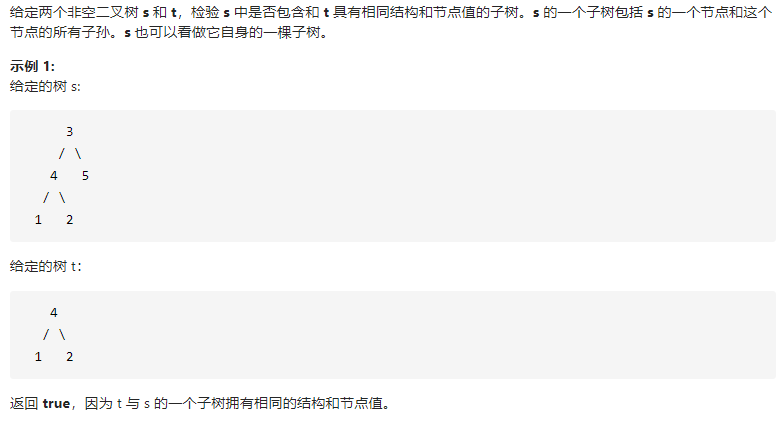 给定两个非空二叉树 s 和 t，检验 s 中是否包含和 t 具有相同结构和节点值的子树。s 的一个子树包括 s 的一个节点和这个
节点的所有子孙。s 也可以看做它自身的一棵子树。
示例 1:
给定的树 s:
3
/ \
4 5
/ \
1 2
给定的树 t：
4
/ \
1 2
返回 true，因为 t 与 s 的一个子树拥有相同的结构和节点值。